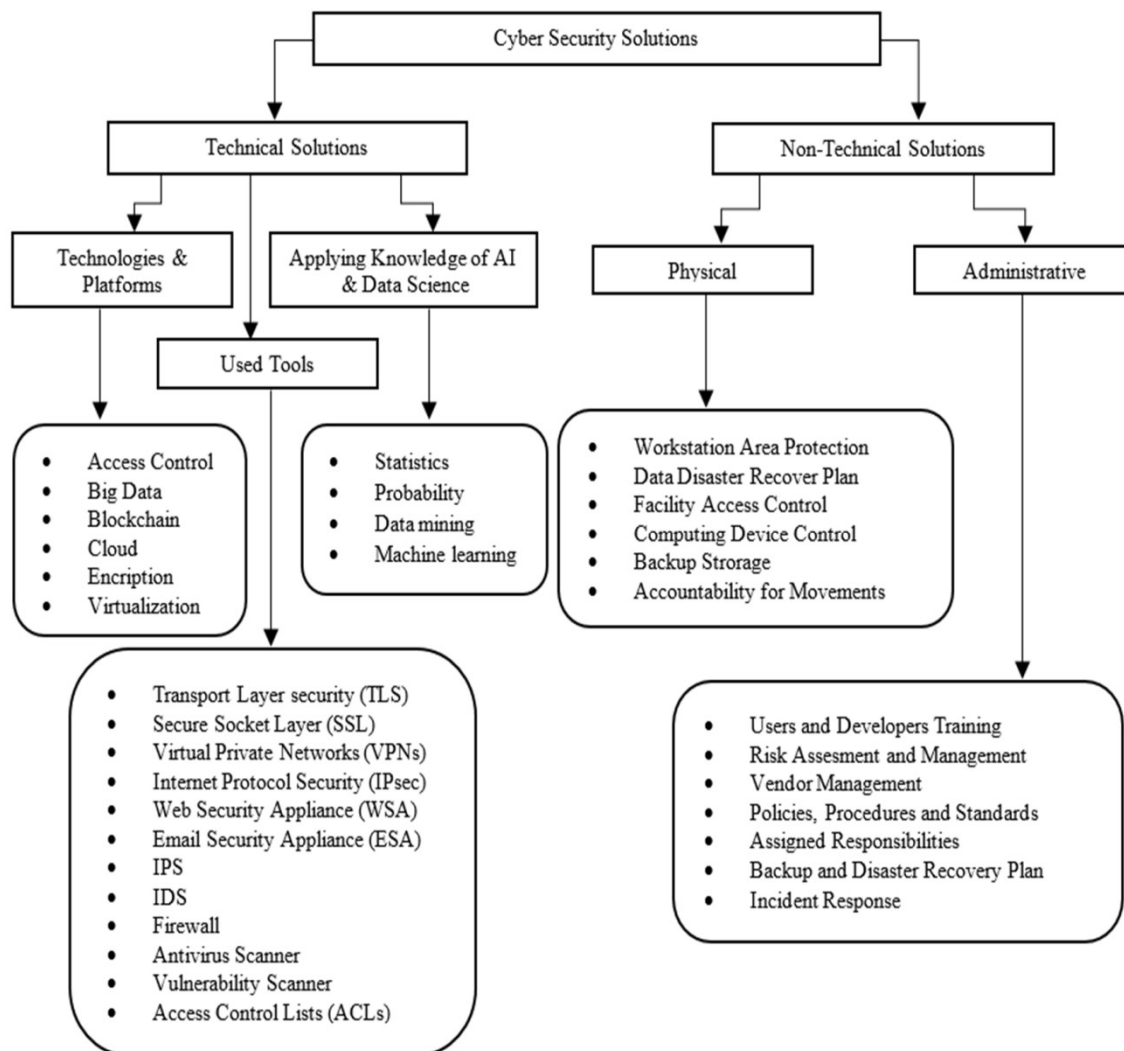 Cyber Security Solutions
Technical Solutions
Non-Technical Solutions
Technologies &
Platforms
Applying Knowledge of AI
& Data Science
Physical
Administrative
Used Tools
• Access Control
• Big Data
• Blockchain
• Cloud
• Encription
• Virtualization
• Statistics
• Probability
• Data mining
• Machine learning
• Workstation Area Protection
• Data Disaster Recover Plan
• Facility Access Control
• Computing Device Control
• Backup Strorage
• Accountability for Movements
• Transport Layer security (TLS)
• Secure Socket Layer (SSL)
• Virtual Private Networks (VPNs)
• Internet Protocol Security (IPsec)
• Web Security Appliance (WSA)
• Email Security Appliance (ESA)
• IPS
• IDS
• Firewall
• Antivirus Scanner
• Vulnerability Scanner
• Access Control Lists (ACLs)
• Users and Developers Training
• Risk Assesment and Management
• Vendor Management
• Policies, Procedures and Standards
• Assigned Responsibilities
• Backup and Disaster Recovery Plan
• Incident Response